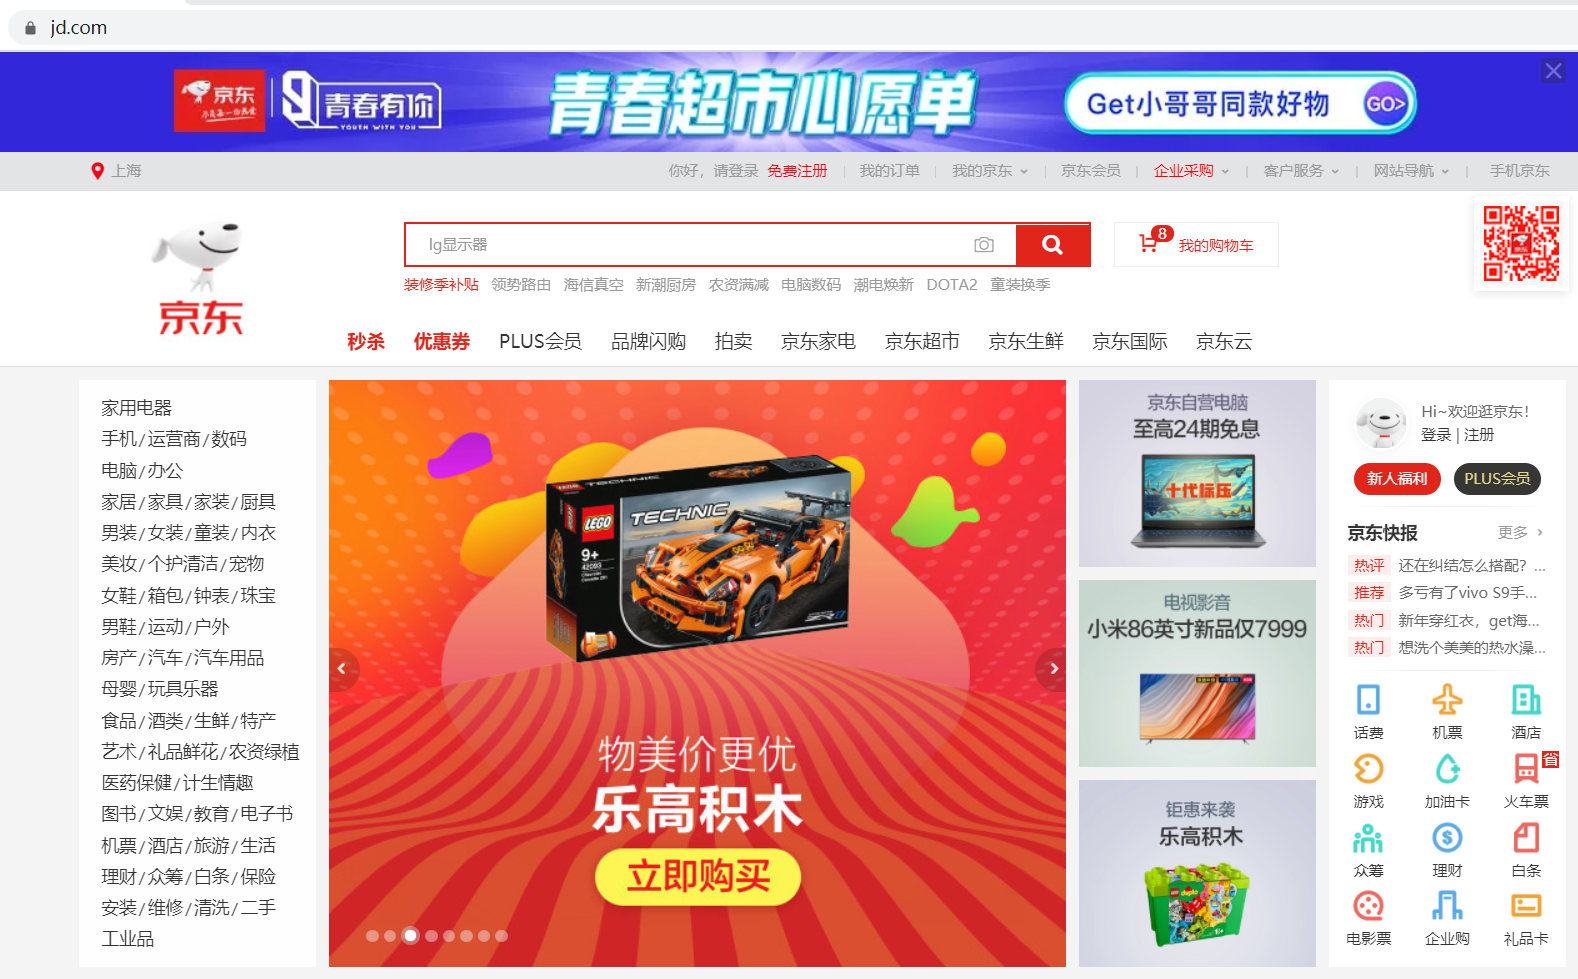 jd.com
京东
不负每一份热爱
青春有你
YOUTH WITH YOU
青春超市心愿单
Get小哥哥同款好物
GO>
上海
你好，请登录 免费注册
我的订单
我的京东
京东会员
企业采购
客户服务
网站导航
手机京东
京东
lg显示器
8
我的购物车
装修季补贴 领势路由 海信真空 新潮厨房 农资满减 电脑数码 潮电焕新 DOTA2 童装换季
秒杀 优惠券 PLUS会员 品牌闪购 拍卖 京东家电 京东超市 京东生鲜 京东国际 京东云
家用电器
手机/运营商/数码
电脑/办公
家居/家具/家装/厨具
男装/女装/童装/内衣
美妆/个护清洁/宠物
女鞋/箱包/钟表/珠宝
男鞋/运动/户外
房产/汽车/汽车用品
母婴/玩具乐器
食品/酒类/生鲜/特产
艺术/礼品鲜花/农资绿植
医药保健/计生情趣
图书/文娱/教育/电子书
机票/酒店/旅游/生活
理财/众筹/白条/保险
安装/维修/清洗/二手
工业品
LEGO
TECHNIC
9+
42093
物美价更优
乐高积木
立即购买
京东自营电脑
至高24期免息
十代标压
电视影音
小米86英寸新品仅7999
钜惠来袭
乐高积木
LEGO
duplo
Hi~欢迎逛京东！
登录 | 注册
新人福利
PLUS会员
京东快报
更多 >
热评 还在纠结怎么搭配？...
推荐 多亏有了vivo S9手...
热门 新年穿红衣，get海...
热门 想洗个美美的热水澡...
话费 机票 酒店
省
游戏 加油卡 火车票
众筹 理财 白条
电影票 企业购 礼品卡